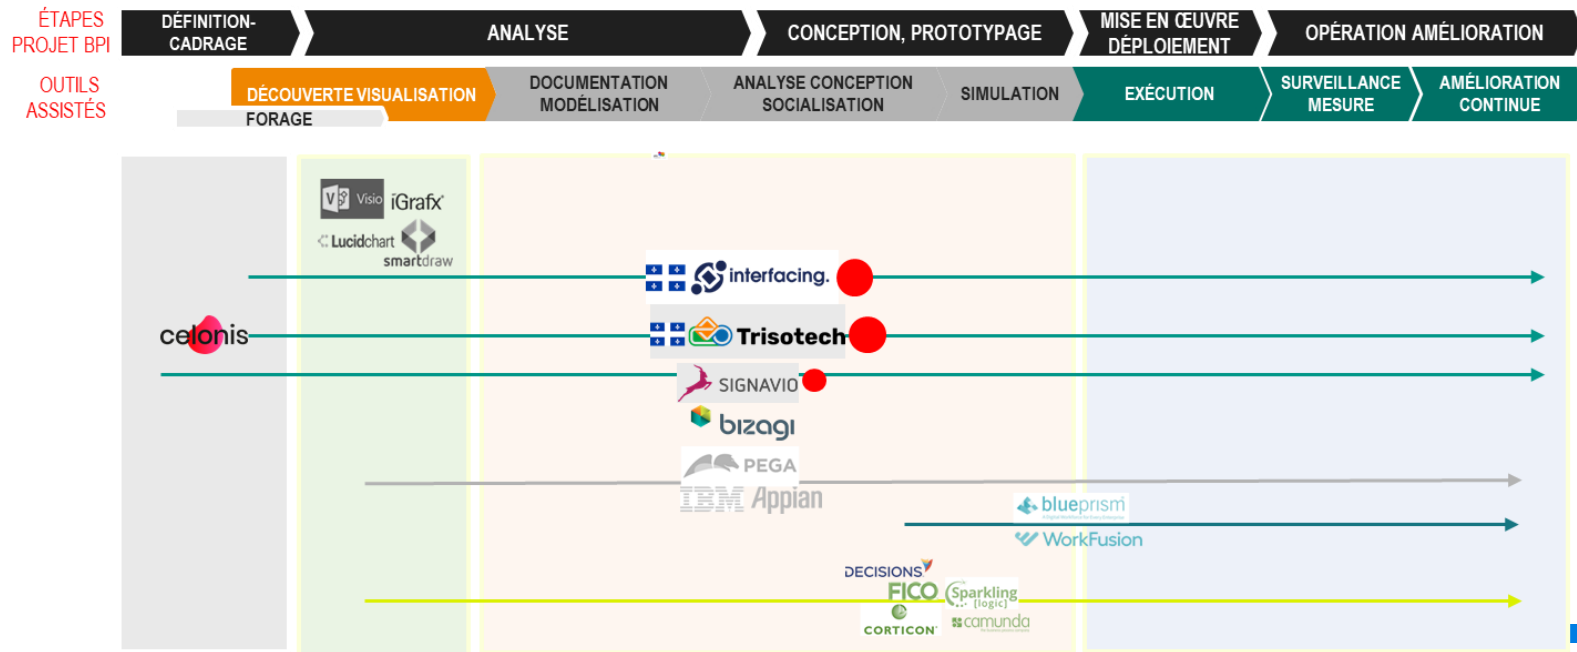 ÉTAPES
PROJET BPI
DÉFINITION-
CADRAGE
ANALYSE
CONCEPTION, PROTOTYPAGE
MISE EN ŒUVRE
DÉPLOIEMENT
OPÉRATION AMÉLIORATION
OUTILS
ASSISTÉS
DÉCOUVERTE VISUALISATION
FORAGE
DOCUMENTATION
MODÉLISATION
ANALYSE CONCEPTION
SOCIALISATION
SIMULATION
EXÉCUTION
SURVEILLANCE
MESURE
AMÉLIORATION
CONTINUE
V Visio
iGrafx
Lucidchart
smartdraw
interfacing.
celonis
Trisotech
SIGNAVIO
bizagi
PEGA
IBM Appian
blueprism
WorkFusion
DECISIONS
FICO
Sparkling
[logic]
CORTICON
camunda